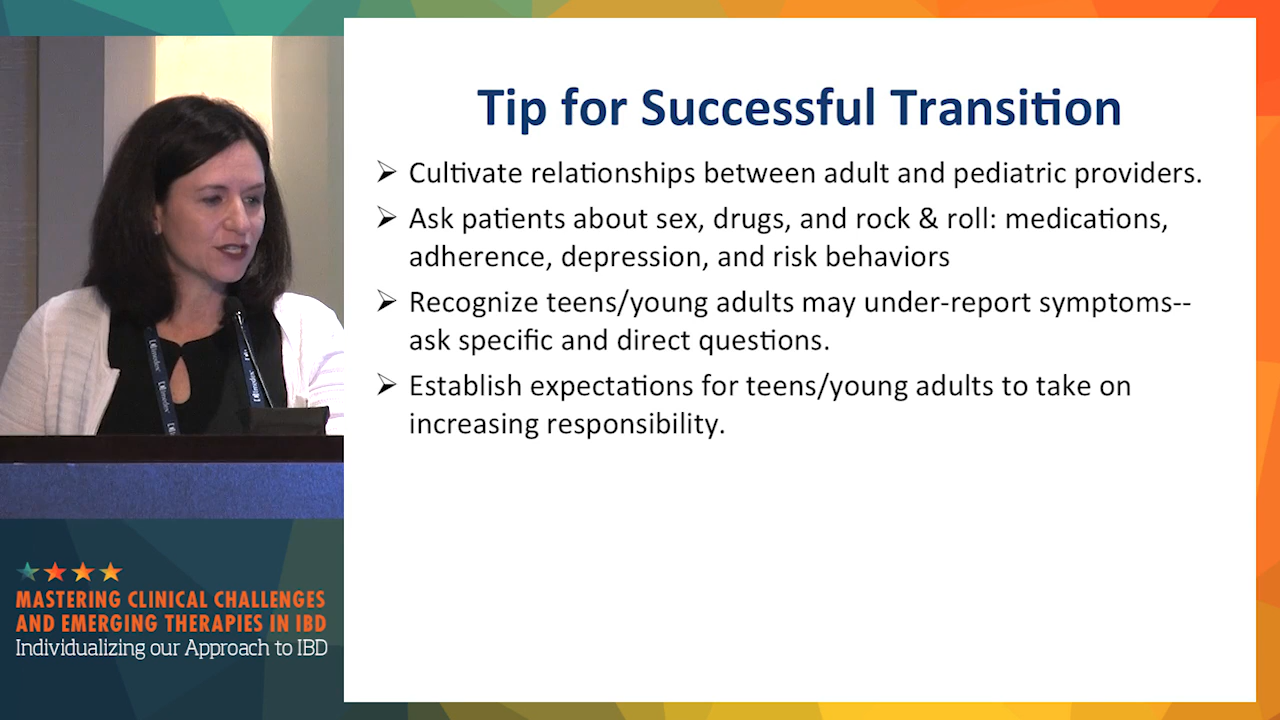 Tip for Successful Transition
➢ Cultivate relationships between adult and pediatric providers.
➢ Ask patients about sex, drugs, and rock & roll: medications,
adherence, depression, and risk behaviors
➢ Recognize teens/young adults may under-report symptoms--
ask specific and direct questions.
➢ Establish expectations for teens/young adults to take on
increasing responsibility.
MASTERING CLINICAL CHALLENGES
AND EMERGING THERAPIES IN IBD
Individualizing our Approach to IBD